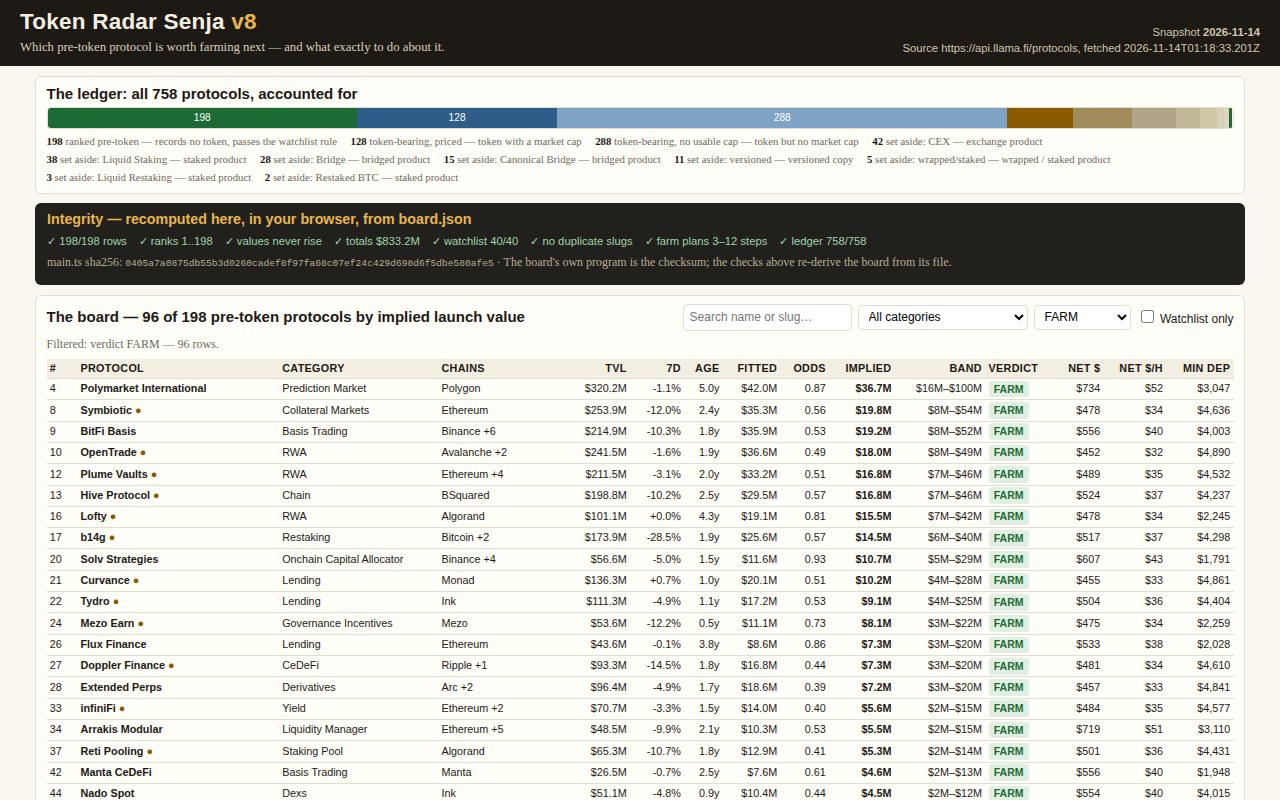 Token Radar Senja v8
Which pre-token protocol is worth farming next — and what exactly to do about it.
Snapshot 2026-11-14
Source https://api.llama.fi/protocols, fetched 2026-11-14T01:18:33.201Z
The ledger: all 758 protocols, accounted for
198 128 288
198 ranked pre-token — records no token, passes the watchlist rule 128 token-bearing, priced — token with a market cap 288 token-bearing, no usable cap — token but no market cap 42 set aside: CEX — exchange product
38 set aside: Liquid Staking — staked product 28 set aside: Bridge — bridged product 15 set aside: Canonical Bridge — bridged product 11 set aside: versioned — versioned copy 5 set aside: wrapped/staked — wrapped / staked product
3 set aside: Liquid Restaking — staked product 2 set aside: Restaked BTC — staked product
Integrity — recomputed here, in your browser, from board.json
✓ 198/198 rows ✓ ranks 1..198 ✓ values never rise ✓ totals $833.2M ✓ watchlist 40/40 ✓ no duplicate slugs ✓ farm plans 3–12 steps ✓ ledger 758/758
main.ts sha256: 0405a7a0875db55b3d0260cadef8f97fa68c07ef24c429d698d6f5dbe580afe5 · The board's own program is the checksum; the checks above re-derive the board from its file.
The board — 96 of 198 pre-token protocols by implied launch value
Search name or slug… All categories FARM Watchlist only
Filtered: verdict FARM — 96 rows.
# PROTOCOL CATEGORY CHAINS TVL 7D AGE FITTED ODDS IMPLIED BAND VERDICT NET $ NET $/H MIN DEP
4 Polymarket International Prediction Market Polygon $320.2M -1.1% 5.0y $42.0M 0.87 $36.7M $16M–$100M FARM $734 $52 $3,047
8 Symbiotic ● Collateral Markets Ethereum $253.9M -12.0% 2.4y $35.3M 0.56 $19.8M $8M–$54M FARM $478 $34 $4,636
9 BitFi Basis Basis Trading Binance +6 $214.9M -10.3% 1.8y $35.9M 0.53 $19.2M $8M–$52M FARM $556 $40 $4,003
10 OpenTrade ● RWA Avalanche +2 $241.5M -1.6% 1.9y $36.6M 0.49 $18.0M $8M–$49M FARM $452 $32 $4,890
12 Plume Vaults ● RWA Ethereum +4 $211.5M -3.1% 2.0y $33.2M 0.51 $16.8M $7M–$46M FARM $489 $35 $4,532
13 Hive Protocol ● Chain BSquared $198.8M -10.2% 2.5y $29.5M 0.57 $16.8M $7M–$46M FARM $524 $37 $4,237
16 Lofty ● RWA Algorand $101.1M +0.0% 4.3y $19.1M 0.81 $15.5M $7M–$42M FARM $478 $34 $2,245
17 b14g ● Restaking Bitcoin +2 $173.9M -28.5% 1.9y $25.6M 0.57 $14.5M $6M–$40M FARM $517 $37 $4,298
20 Solv Strategies Onchain Capital Allocator Binance +4 $56.6M -5.0% 1.5y $11.6M 0.93 $10.7M $5M–$29M FARM $607 $43 $1,791
21 Curvance ● Lending Monad $136.3M +0.7% 1.0y $20.1M 0.51 $10.2M $4M–$28M FARM $455 $33 $4,861
22 Tydro ● Lending Ink $111.3M -4.9% 1.1y $17.2M 0.53 $9.1M $4M–$25M FARM $504 $36 $4,404
24 Mezo Earn ● Governance Incentives Mezo $53.6M -12.2% 0.5y $11.1M 0.73 $8.1M $3M–$22M FARM $475 $34 $2,259
26 Flux Finance Lending Ethereum $43.6M -0.1% 3.8y $8.6M 0.86 $7.3M $3M–$20M FARM $533 $38 $2,028
27 Doppler Finance ● CeDeFi Ripple +1 $93.3M -14.5% 1.8y $16.8M 0.44 $7.3M $3M–$20M FARM $481 $34 $4,610
28 Extended Perps Derivatives Arc +2 $96.4M -4.9% 1.7y $18.6M 0.39 $7.2M $3M–$20M FARM $457 $33 $4,841
33 infiniFi ● Yield Ethereum +2 $70.7M -3.3% 1.5y $14.0M 0.40 $5.6M $2M–$15M FARM $484 $35 $4,577
34 Arrakis Modular Liquidity Manager Ethereum +5 $48.5M -9.9% 2.1y $10.3M 0.53 $5.5M $2M–$15M FARM $719 $51 $3,110
37 Reti Pooling ● Staking Pool Algorand $65.3M -10.7% 1.8y $12.9M 0.41 $5.3M $2M–$14M FARM $501 $36 $4,431
42 Manta CeDeFi Basis Trading Manta $26.5M -0.7% 2.5y $7.6M 0.61 $4.6M $2M–$13M FARM $556 $40 $1,948
44 Nado Spot Dexs Ink $51.1M -4.8% 0.9y $10.4M 0.44 $4.5M $2M–$12M FARM $554 $40 $4,015